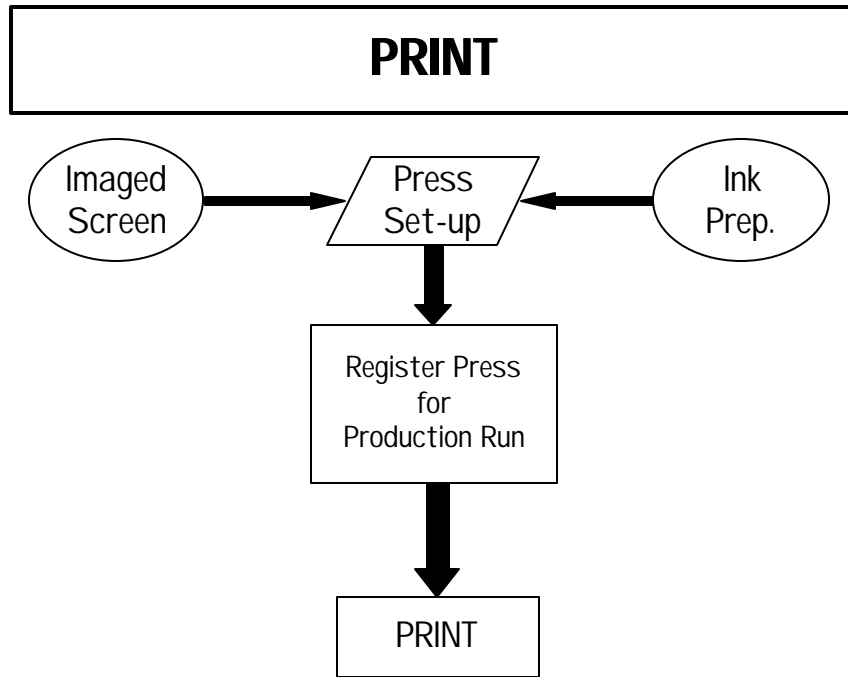 PRINT
Imaged
Screen
Press
Set-up
Ink
Prep.
Register Press
for
Production Run
PRINT